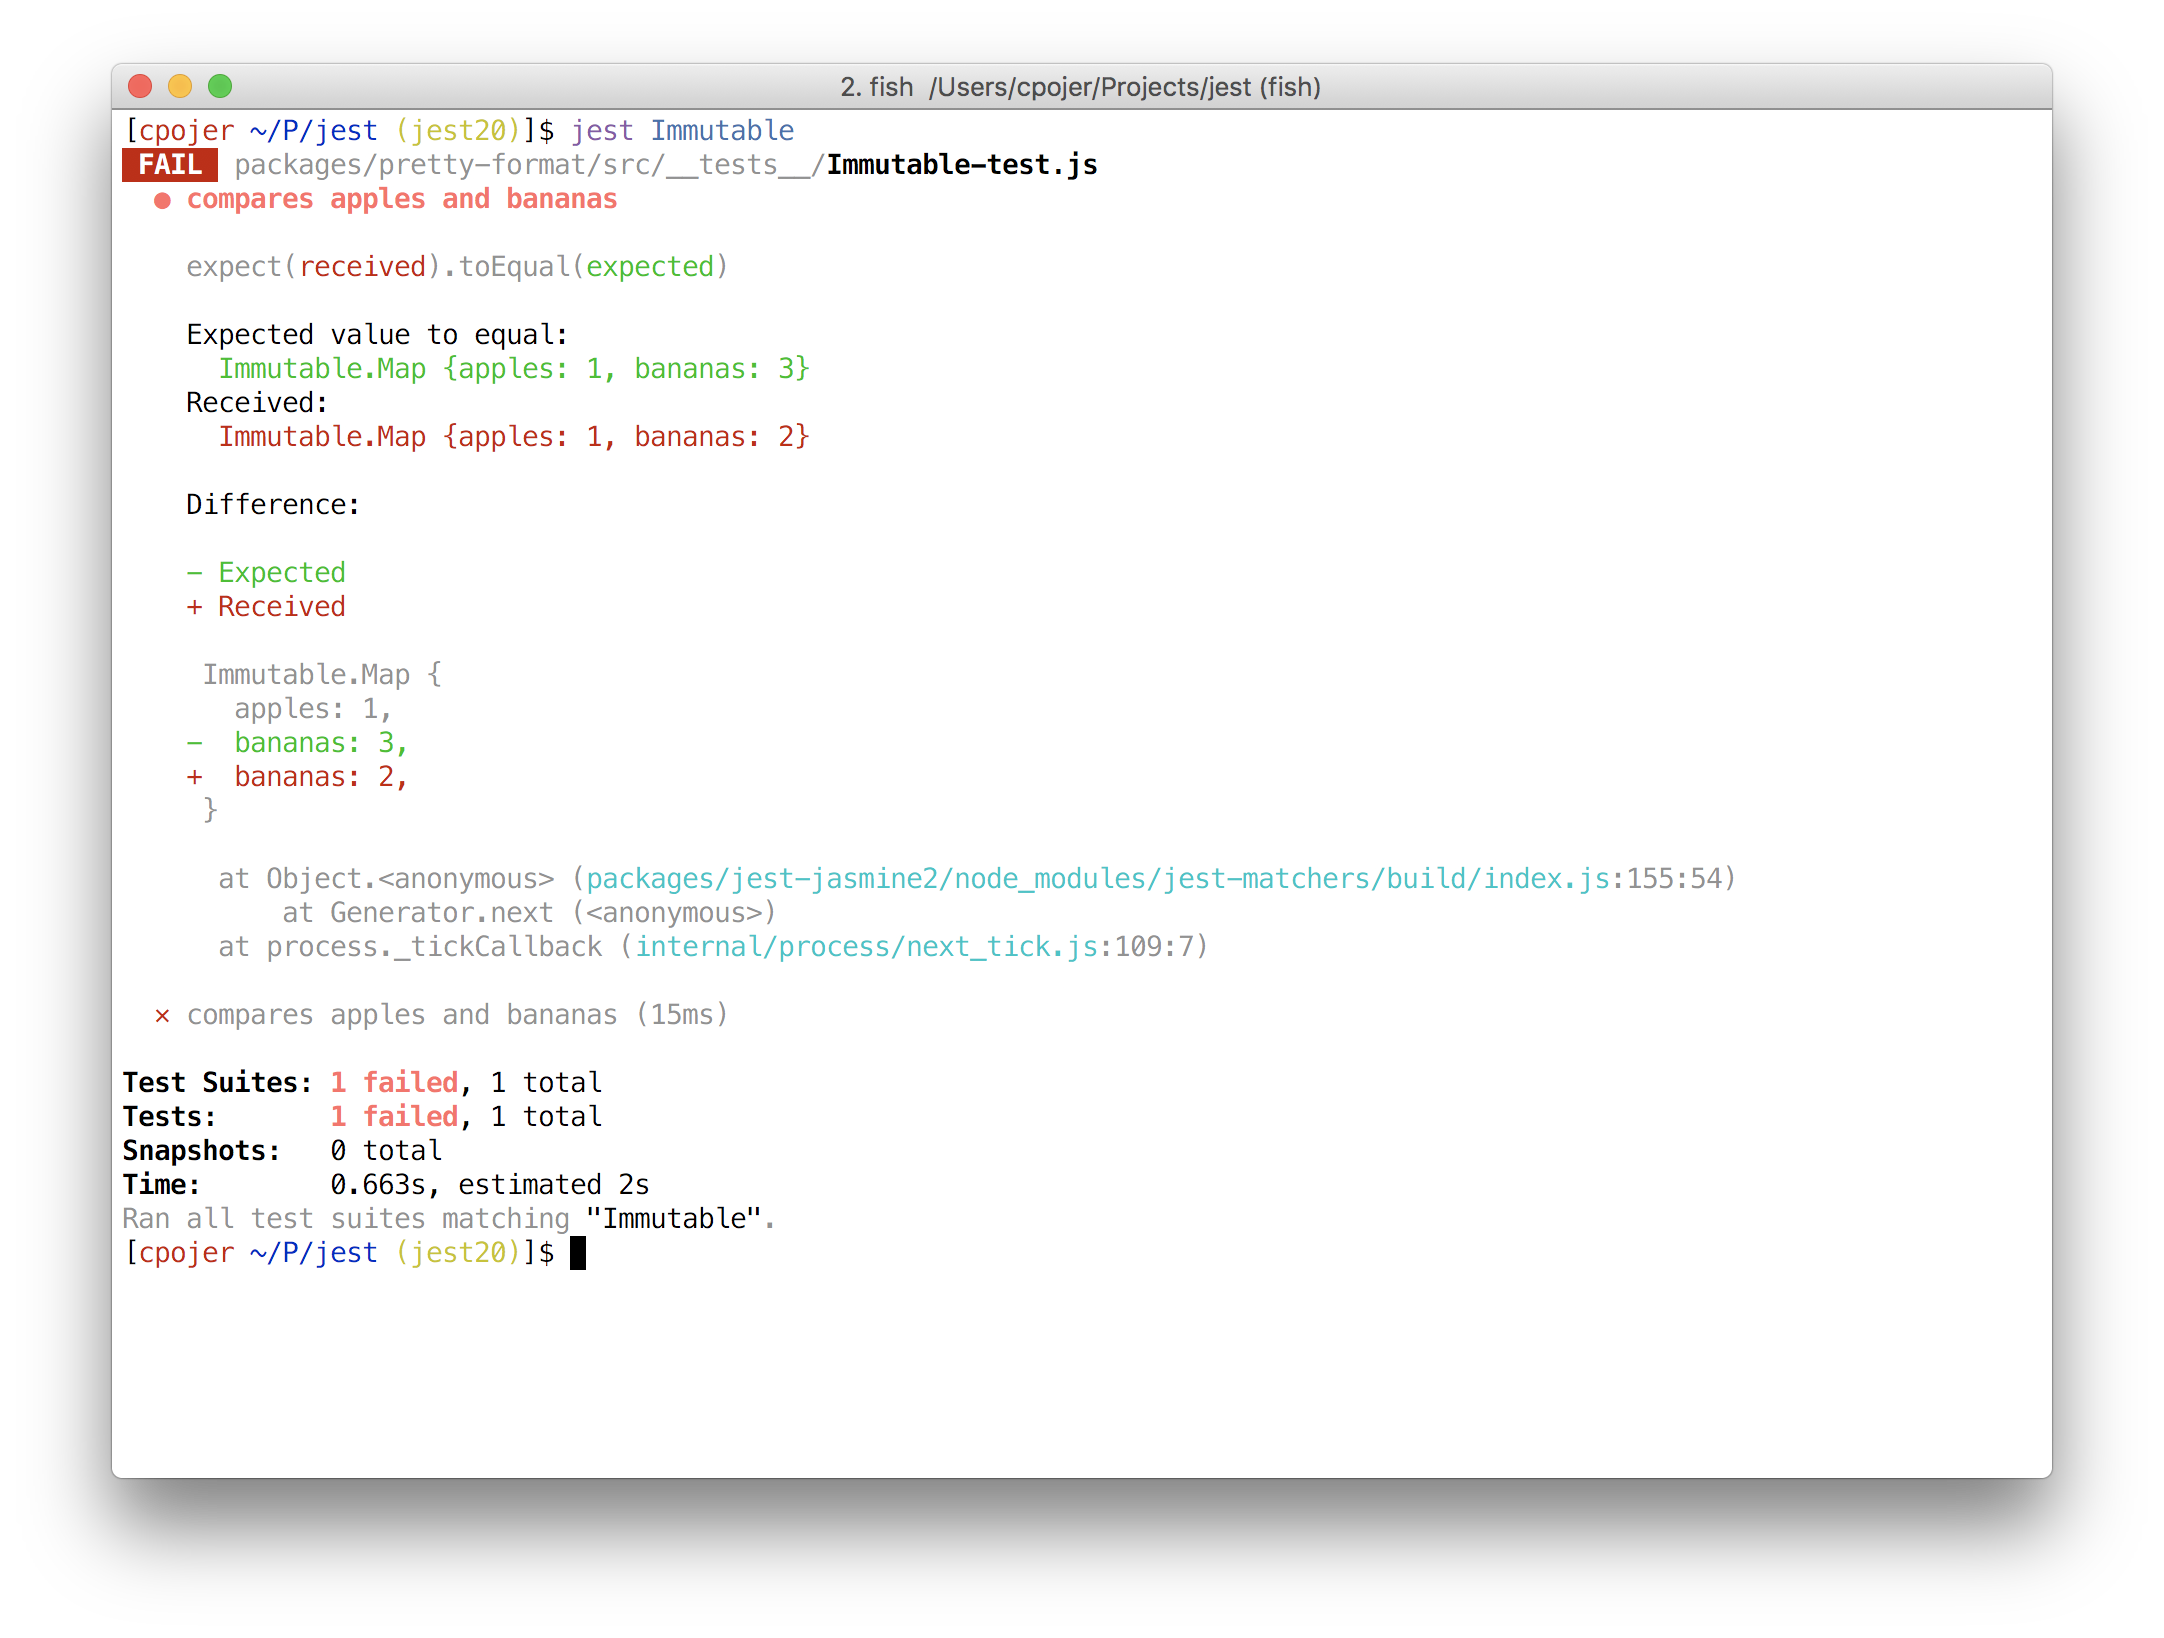 2. fish  /Users/cpojer/Projects/jest (fish)
[cpojer ~/P/jest (jest20)]$ jest Immutable
FAIL packages/pretty-format/src/__tests__/Immutable-test.js
● compares apples and bananas
expect(received).toEqual(expected)
Expected value to equal:
Immutable.Map {apples: 1, bananas: 3}
Received:
Immutable.Map {apples: 1, bananas: 2}
Difference:
- Expected
+ Received
Immutable.Map {
apples: 1,
-  bananas: 3,
+  bananas: 2,
}
at Object.<anonymous> (packages/jest-jasmine2/node_modules/jest-matchers/build/index.js:155:54)
at Generator.next (<anonymous>)
at process._tickCallback (internal/process/next_tick.js:109:7)
✕ compares apples and bananas (15ms)
Test Suites: 1 failed, 1 total
Tests:       1 failed, 1 total
Snapshots:   0 total
Time:        0.663s, estimated 2s
Ran all test suites matching "Immutable".
[cpojer ~/P/jest (jest20)]$